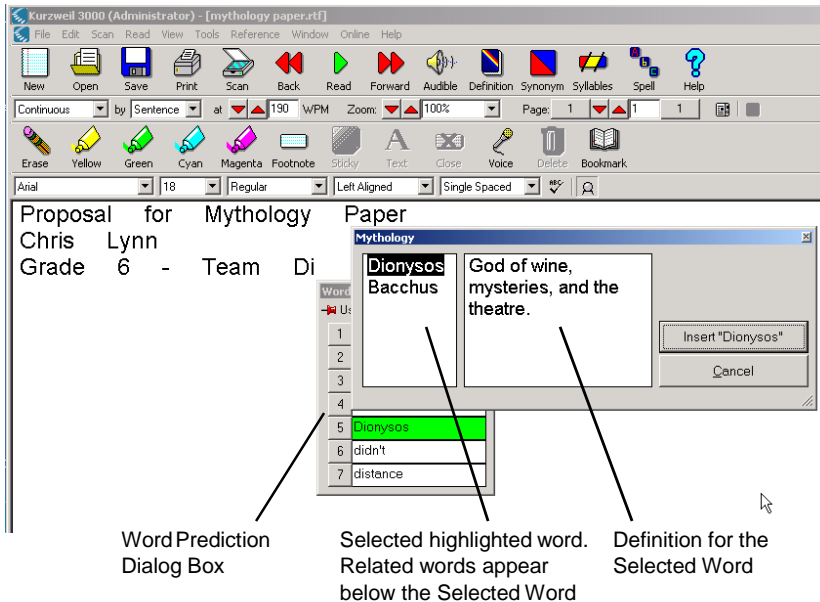 Kurzweil 3000 (Administrator) - [mythology paper.rtf]
File Edit Scan Read View Tools Reference Window Online Help
New Open Save Print Scan Back Read Forward Audible Definition Synonym Syllables Spell Help
Continuous by Sentence at 190 WPM Zoom: 100% Page: 1 1 1
Erase Yellow Green Cyan Magenta Footnote Sticky Text Close Voice Delete Bookmark
Arial 18 Regular Left Aligned Single Spaced ABC
Proposal for Mythology Paper
Chris Lynn
Grade 6 - Team Di
Mythology
Dionysos
Bacchus
God of wine,
mysteries, and the
theatre.
Insert "Dionysos"
Cancel
Word
Us
1
2
3
4
5 Dionysos
6 didn't
7 distance
Word Prediction
Dialog Box
Selected highlighted word.
Related words appear
below the Selected Word
Definition for the
Selected Word